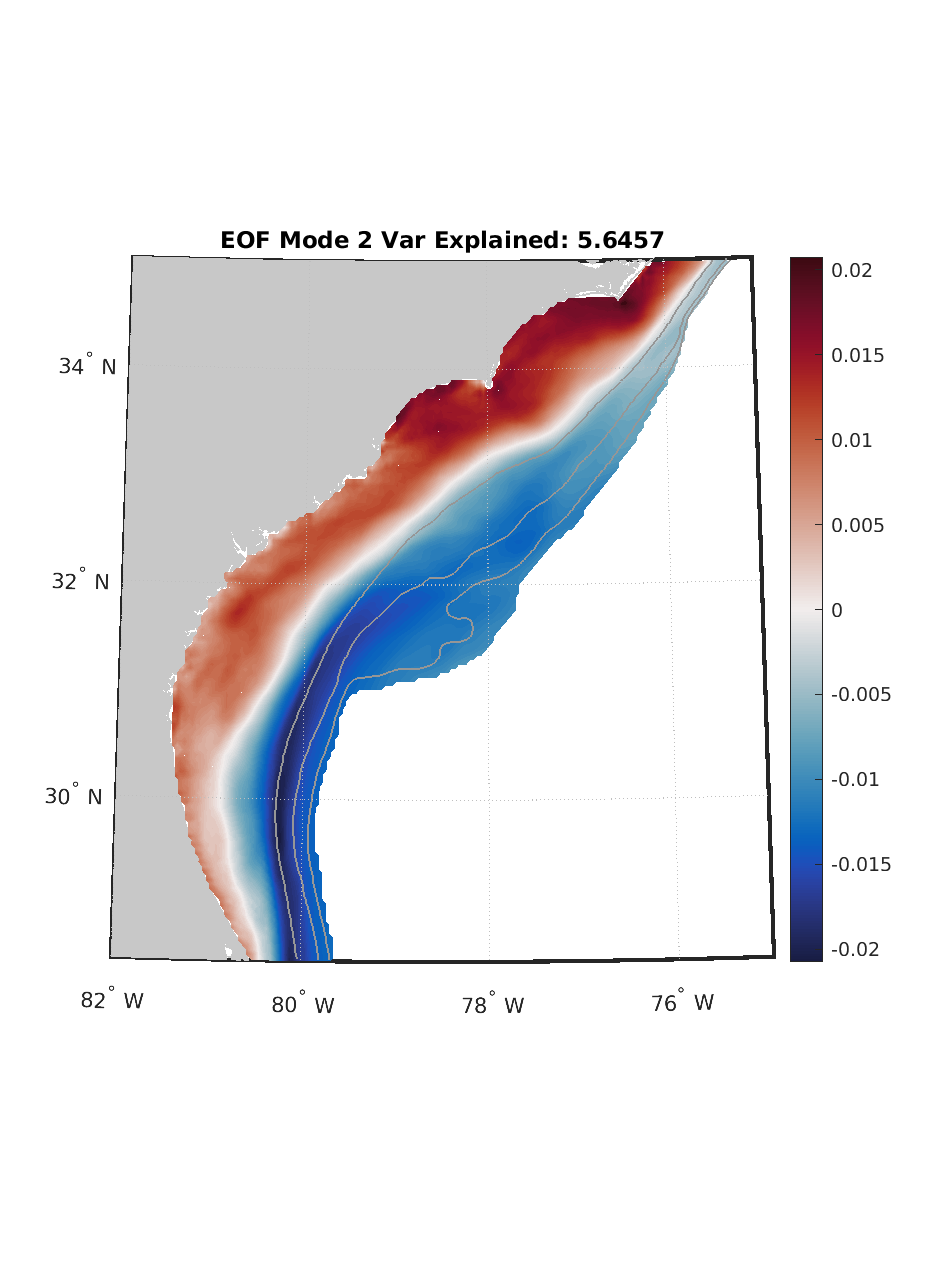 EOF Mode 2 Var Explained: 5.6457
34° N
32° N
30° N
82° W
80° W
78° W
76° W
0.02
0.015
0.01
0.005
0
-0.005
-0.01
-0.015
-0.02